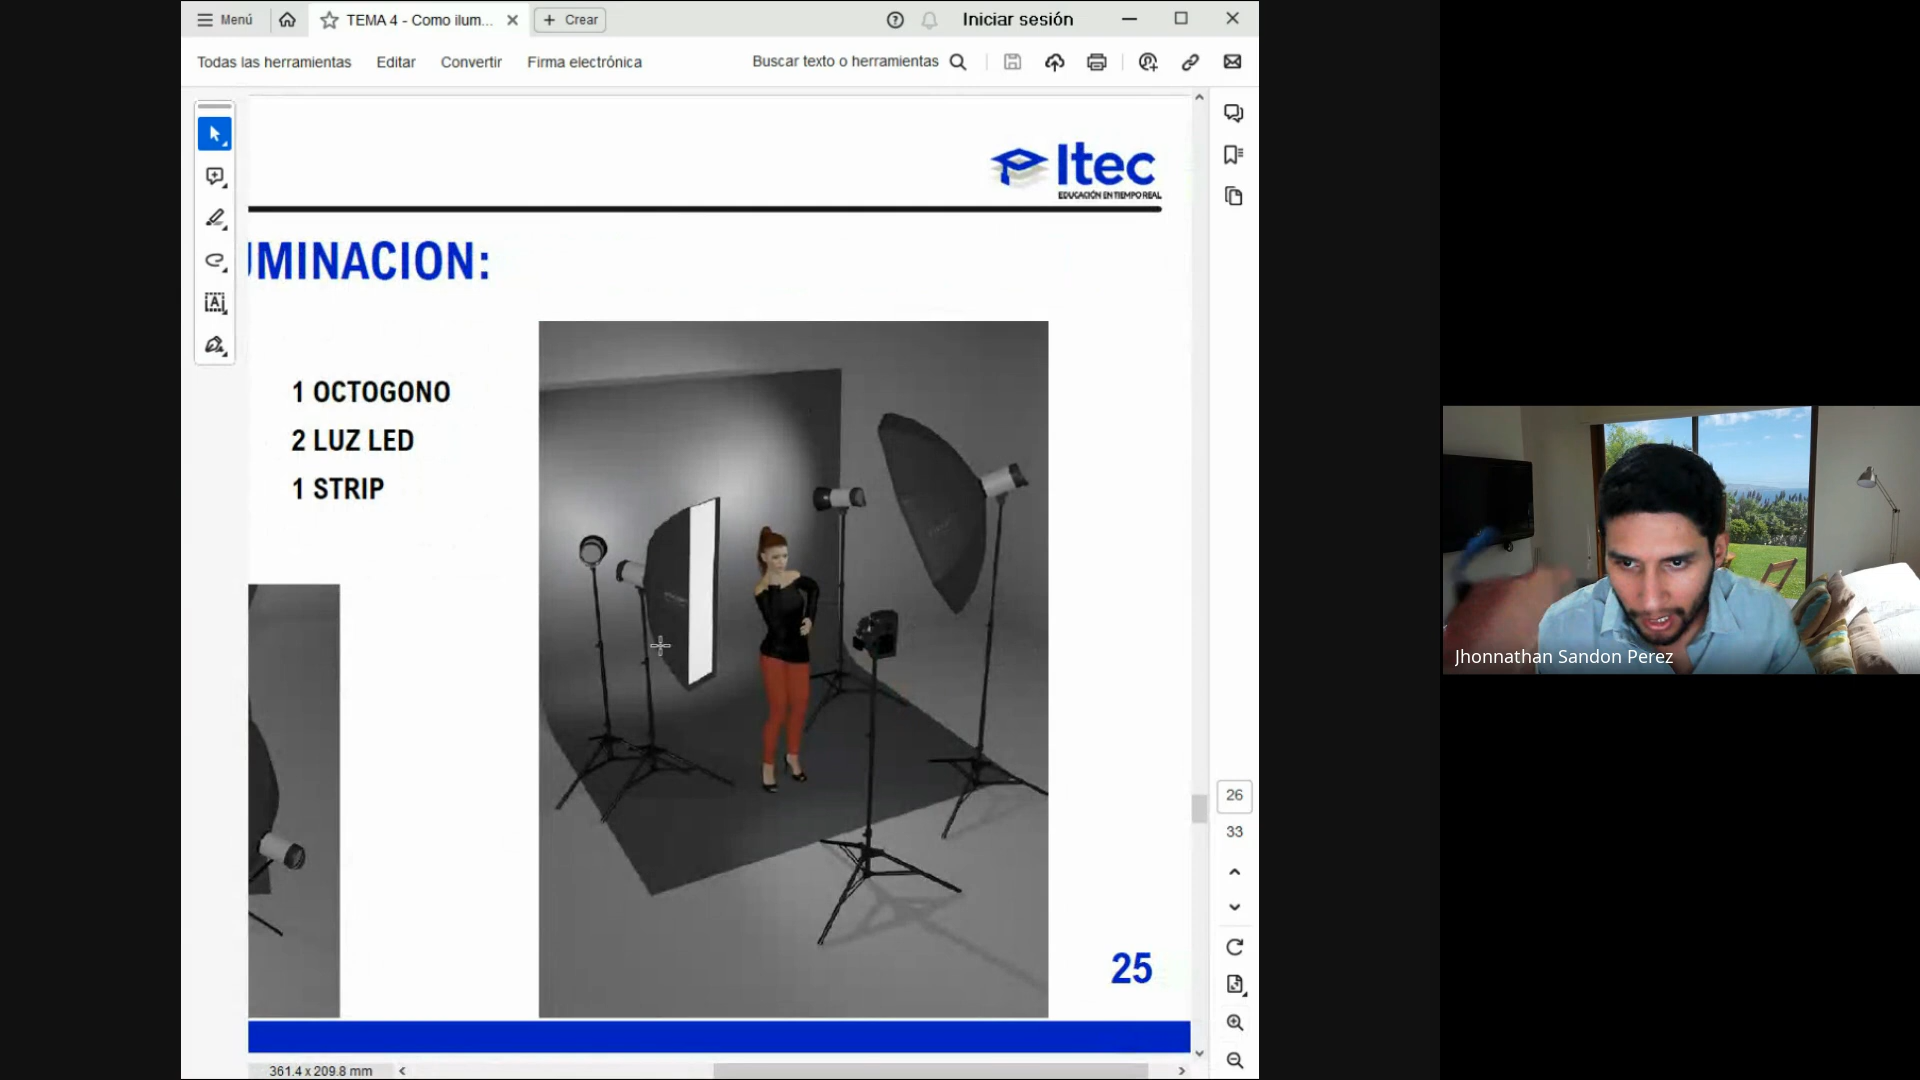 Menú
TEMA 4 - Como ilum...
Crear
Iniciar sesión
Todas las herramientas
Editar
Convertir
Firma electrónica
Buscar texto o herramientas
Itec
EDUCACIÓN EN TIEMPO REAL
UMINACION:
1 OCTOGONO
2 LUZ LED
1 STRIP
Jhonnathan Sandon Perez
26
33
25
361.4 x 209.8 mm